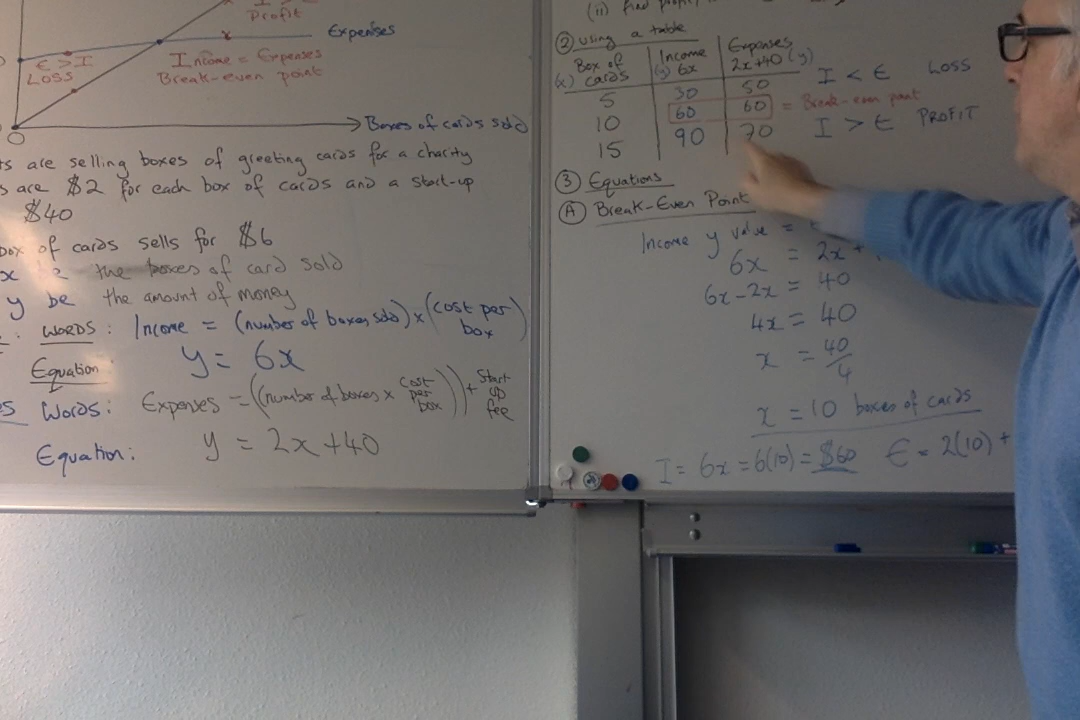 Profit
Expenses
E > I
LOSS
Income = Expenses
Break-even point
O
Boxes of cards sold
ts are selling boxes of greeting cards for a charity
s are $2 for each box of cards and a start-up
$40
box of cards sells for $6
x the boxes of card sold
y be the amount of money
WORDS: Income = (number of boxes sold) × (cost per box)
Equation: y = 6x
es Words: Expenses = ((number of boxes × cost per box)) + Start up fee
Equation: y = 2x + 40
(ii) find
② using a table
Box of (x) cards Income (y) 6x Expenses 2x+40 (y)
5 30 50 I < E LOSS
10 60 60 = Break-even point
15 90 70 I > E PROFIT
③ Equations
Ⓐ Break-Even Point
Income y value =
6x = 2x +
6x - 2x = 40
4x = 40
x = 40/4
x = 10 boxes of cards
I = 6x = 6(10) = $60 E = 2(10) +